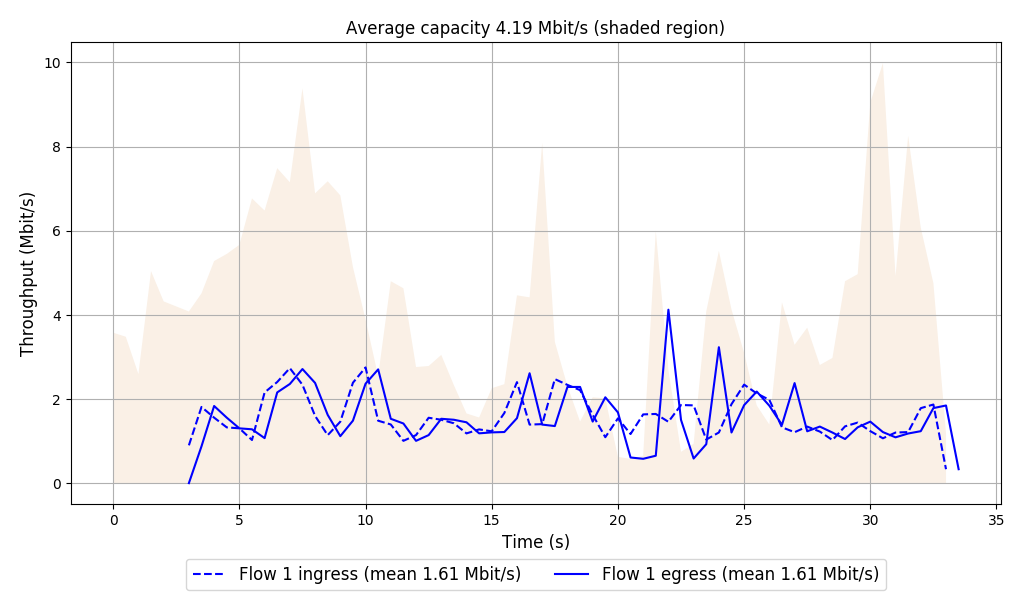 Average capacity 4.19 Mbit/s (shaded region)
10
8
6
4
2
0
Throughput (Mbit/s)
0 5 10 15 20 25 30 35
Time (s)
Flow 1 ingress (mean 1.61 Mbit/s) Flow 1 egress (mean 1.61 Mbit/s)